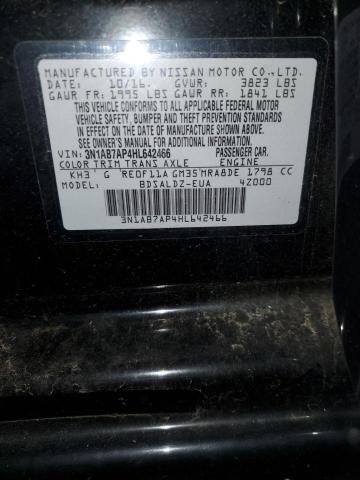 MANUFACTURED BY NISSAN MOTOR CO.,LTD.
DATE: 10/16. GVWR: 3823 LBS
GAWR FR: 1995 LBS GAWR RR: 1841 LBS
THIS VEHICLE CONFORMS TO ALL APPLICABLE FEDERAL MOTOR
VEHICLE SAFETY, BUMPER AND THEFT PREVENTION STANDARDS
IN EFFECT ON THE DATE OF MANUFACTURE SHOWN ABOVE.
SEE OWNER'S MANUAL FOR ADDITIONAL INFORMATION.
VIN: 3N1AB7AP4HL642466 PASSENGER CAR.
COLOR TRIM TRANS AXLE ENGINE
KH3 G RE0F11A GM35 MRA8DE 1798 CC
MODEL: BDSALDZ-EUA 4Z000
3N1AB7AP4HL642466